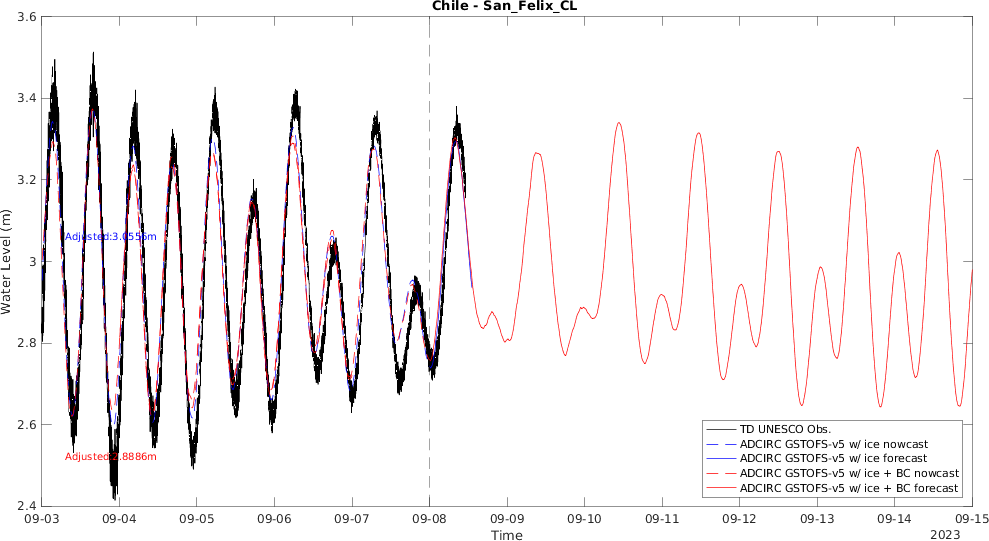 Chile - San_Felix_CL
3.6
3.4
3.2
3
2.8
2.6
2.4
Water Level (m)
Adjusted:3.0556m
Adjusted:2.8886m
TD UNESCO Obs.
ADCIRC GSTOFS-v5 w/ ice nowcast
ADCIRC GSTOFS-v5 w/ ice forecast
ADCIRC GSTOFS-v5 w/ ice + BC nowcast
ADCIRC GSTOFS-v5 w/ ice + BC forecast
09-03 09-04 09-05 09-06 09-07 09-08 09-09 09-10 09-11 09-12 09-13 09-14 09-15
Time
2023